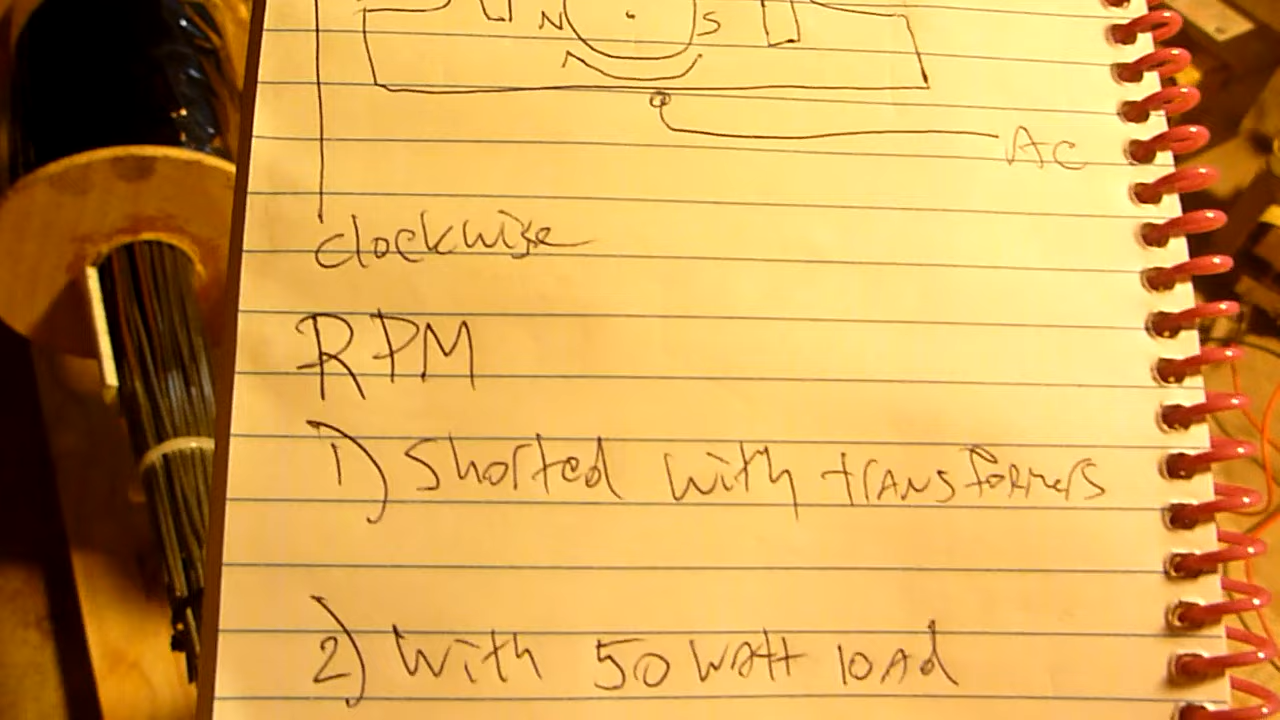 N S
AC
clockwise
RPM
1) Shorted with transformers
2) With 50 watt load